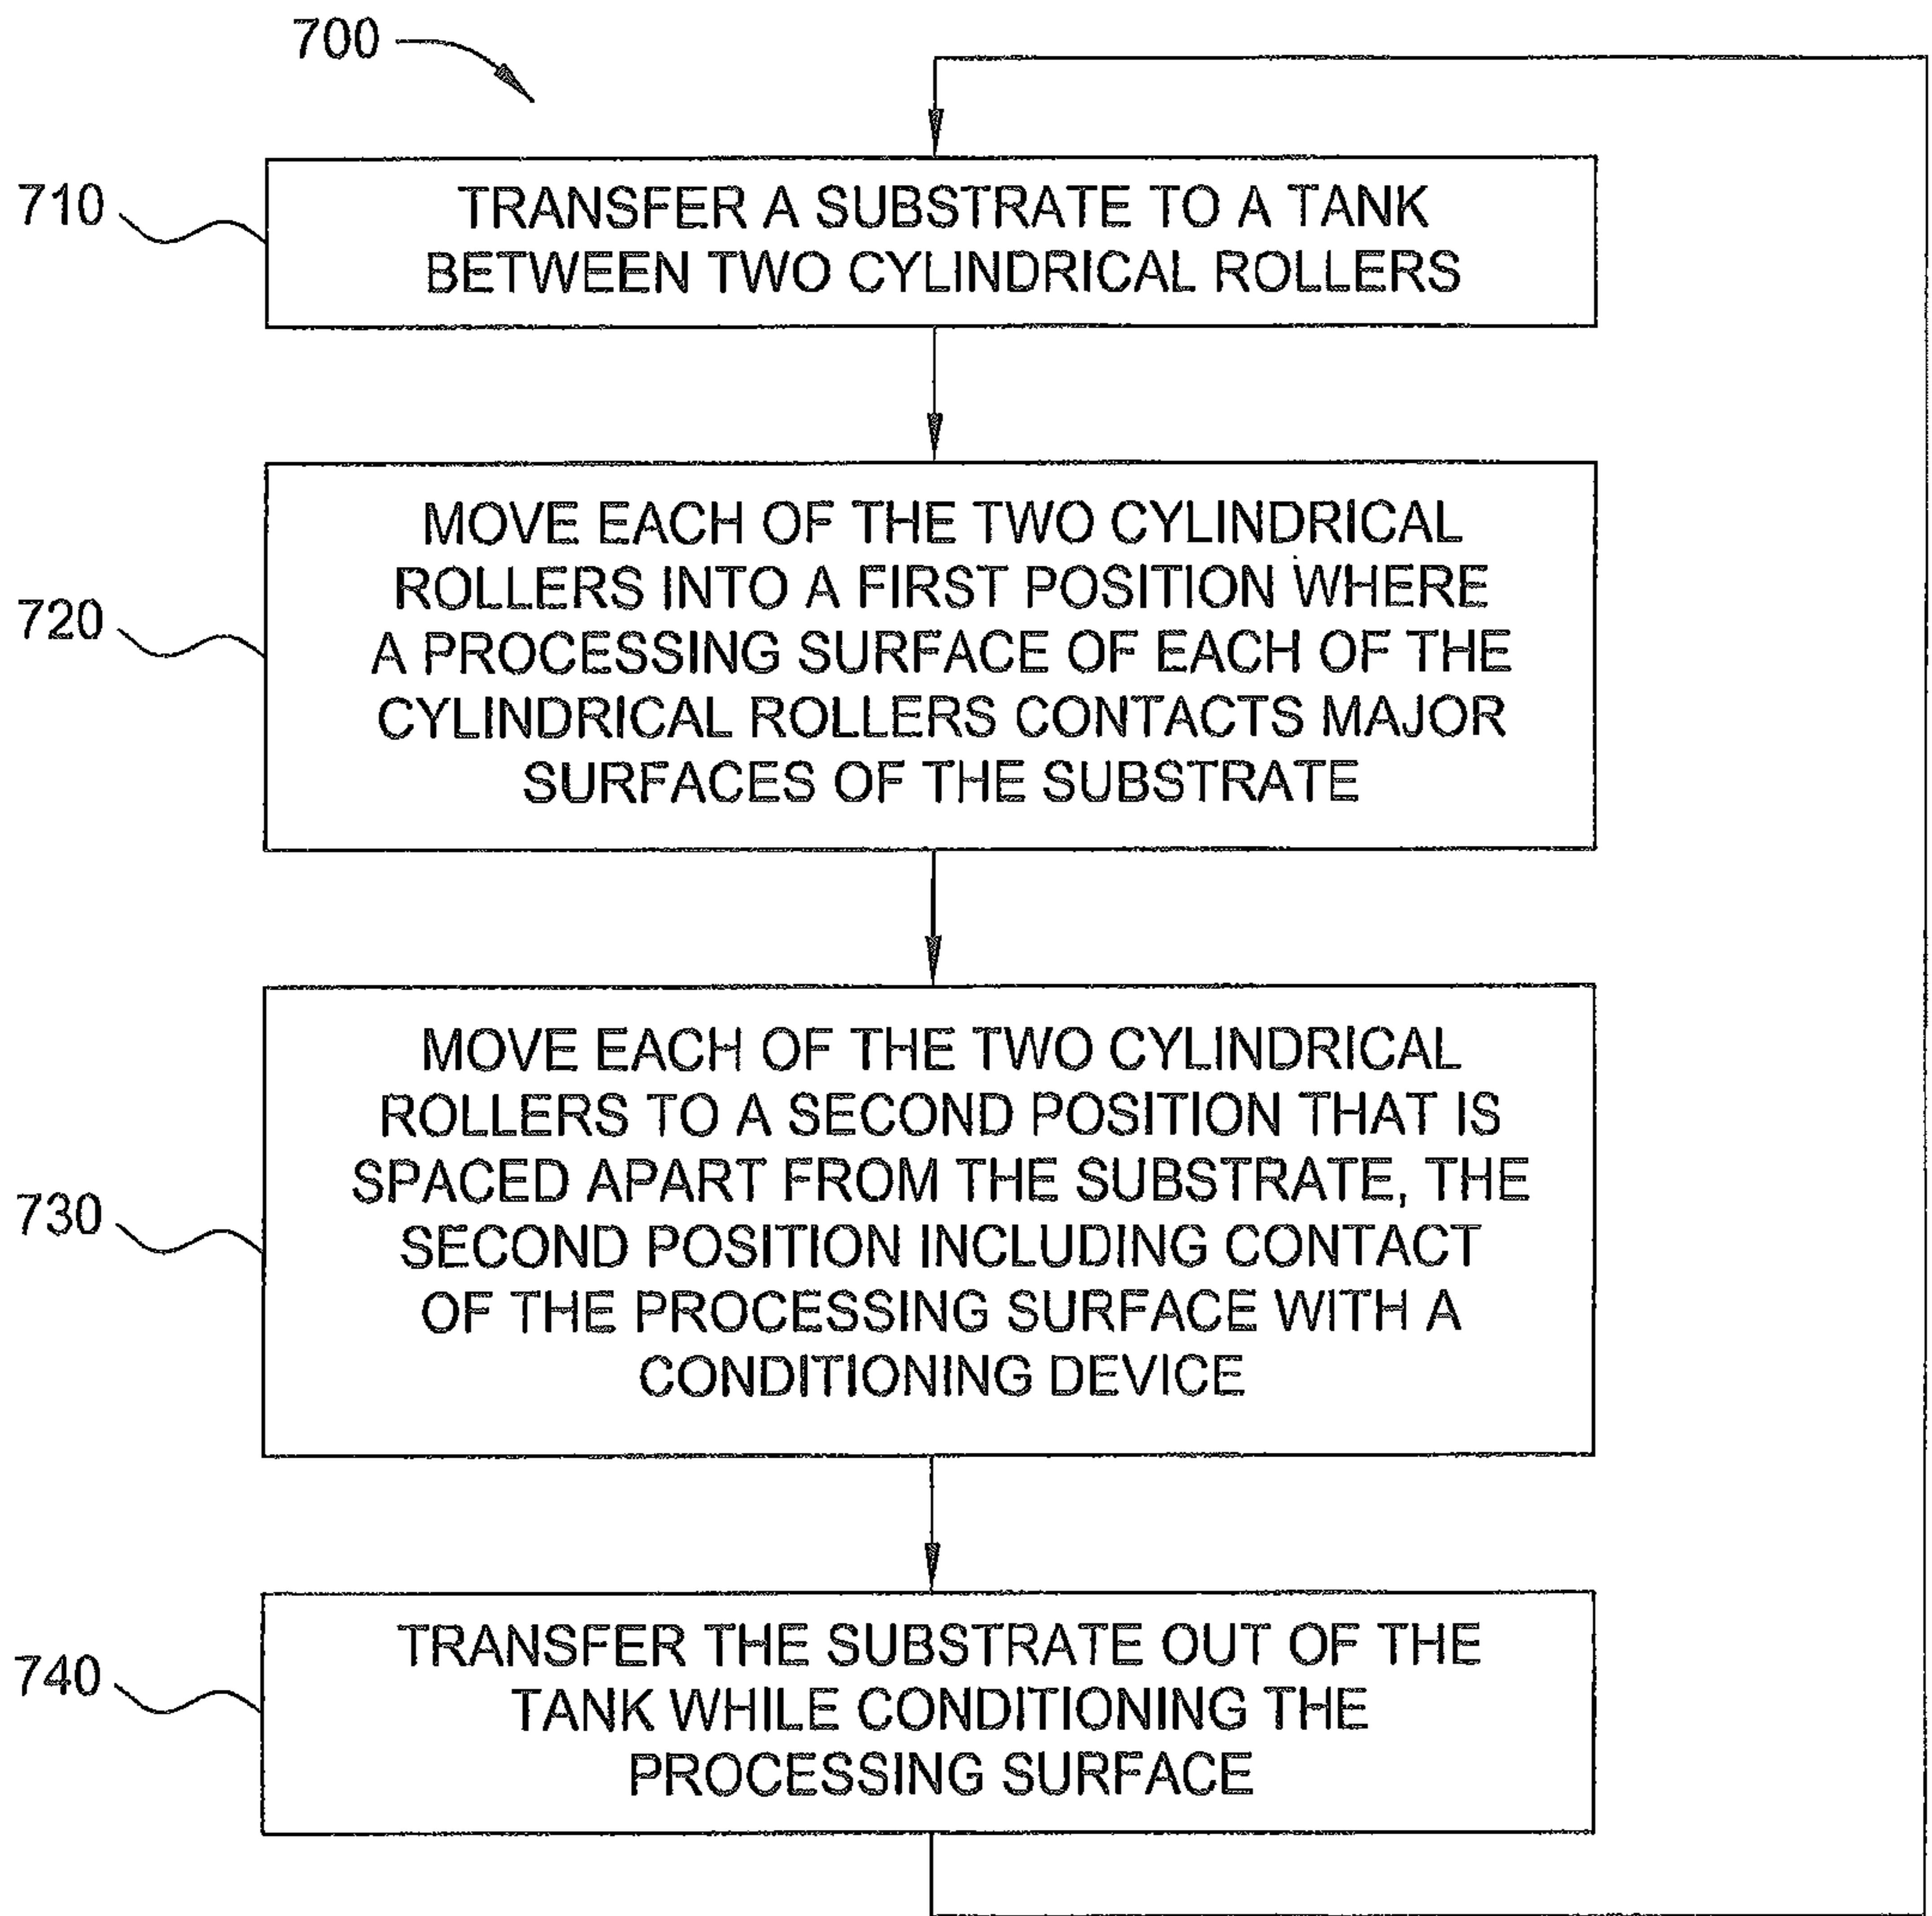 700
710
TRANSFER A SUBSTRATE TO A TANK
BETWEEN TWO CYLINDRICAL ROLLERS
720
MOVE EACH OF THE TWO CYLINDRICAL
ROLLERS INTO A FIRST POSITION WHERE
A PROCESSING SURFACE OF EACH OF THE
CYLINDRICAL ROLLERS CONTACTS MAJOR
SURFACES OF THE SUBSTRATE
730
MOVE EACH OF THE TWO CYLINDRICAL
ROLLERS TO A SECOND POSITION THAT IS
SPACED APART FROM THE SUBSTRATE, THE
SECOND POSITION INCLUDING CONTACT
OF THE PROCESSING SURFACE WITH A
CONDITIONING DEVICE
740
TRANSFER THE SUBSTRATE OUT OF THE
TANK WHILE CONDITIONING THE
PROCESSING SURFACE